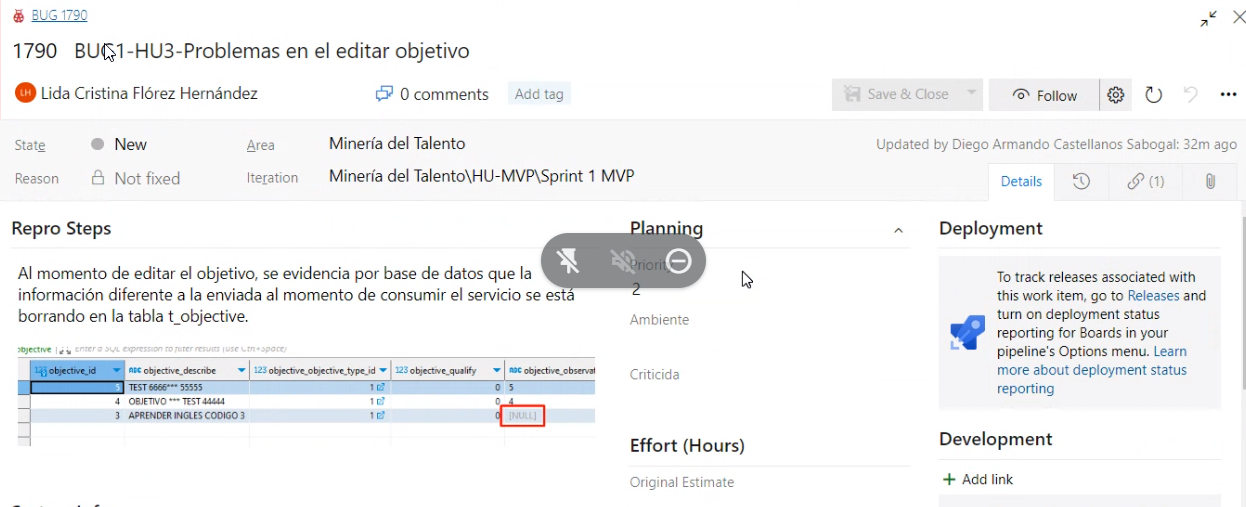 BUG 1790
1790 BUG1-HU3-Problemas en el editar objetivo
LH Lida Cristina Flórez Hernández 0 comments Add tag Save & Close Follow
State New Area Minería del Talento Updated by Diego Armando Castellanos Sabogal: 32m ago
Reason Not fixed Iteration Minería del Talento\HU-MVP\Sprint 1 MVP Details (1)
Repro Steps
Al momento de editar el objetivo, se evidencia por base de datos que la
información diferente a la enviada al momento de consumir el servicio se está
borrando en la tabla t_objective.
objective Enter a SQL expression to filter results (use Ctrl+Space)
123 objective_id ABC objective_describe 123 objective_objective_type_id 123 objective_qualify ABC objective_observat
5 TEST 6666*** 55555 1 0 5
4 OBJETIVO *** TEST 44444 1 0 4
3 APRENDER INGLES CODIGO 3 1 0 [NULL]
Planning
Priority
2
Ambiente
Criticida
Effort (Hours)
Original Estimate
Deployment
To track releases associated with
this work item, go to Releases and
turn on deployment status
reporting for Boards in your
pipeline's Options menu. Learn
more about deployment status
reporting
Development
+ Add link